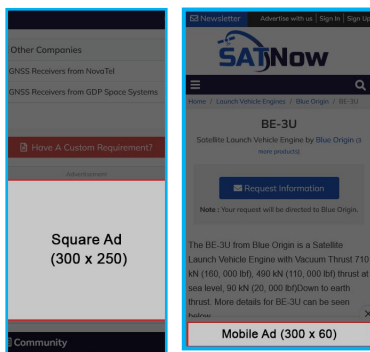 Other Companies
GNSS Receivers from NovaTel
GNSS Receivers from GDP Space Systems
Have A Custom Requirement?
Advertisement
Square Ad
(300 x 250)
Community
Newsletter Advertise with us | Sign In | Sign Up
SATNow
Home / Launch Vehicle Engines / Blue Origin / BE-3U
BE-3U
Satellite Launch Vehicle Engine by Blue Origin (3
more products)
Request Information
Note : Your request will be directed to Blue Origin.
The BE-3U from Blue Origin is a Satellite
Launch Vehicle Engine with Vacuum Thrust 710
kN (160, 000 lbf), 490 kN (110, 000 lbf) thrust at
sea level, 90 kN (20, 000 lbf)Down to earth
thrust. More details for BE-3U can be seen
below.
Mobile Ad (300 x 60)